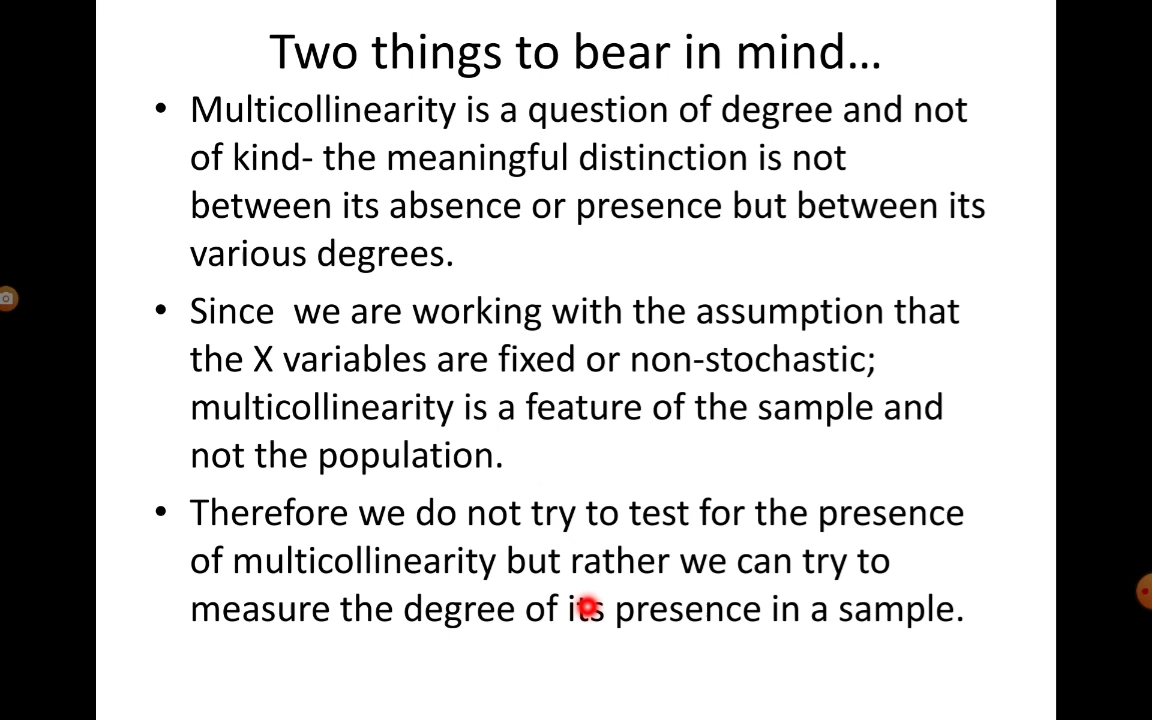 Two things to bear in mind...
• Multicollinearity is a question of degree and not
of kind- the meaningful distinction is not
between its absence or presence but between its
various degrees.
• Since  we are working with the assumption that
the X variables are fixed or non-stochastic;
multicollinearity is a feature of the sample and
not the population.
• Therefore we do not try to test for the presence
of multicollinearity but rather we can try to
measure the degree of its presence in a sample.